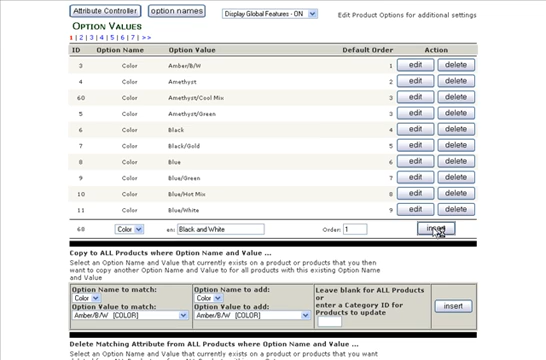 Attribute Controller option names Display Global Features - ON Edit Product Options for additional settings
OPTION VALUES
1 | 2 | 3 | 4 | 5 | 6 | 7 | >>
ID Option Name Option Value Default Order Action
3 Color Amber/B/W 1 edit delete
4 Color Amethyst 2 edit delete
60 Color Amethyst/Cool Mix 3 edit delete
5 Color Amethyst/Green 3 edit delete
6 Color Black 4 edit delete
7 Color Black/Gold 5 edit delete
8 Color Blue 6 edit delete
9 Color Blue/Green 7 edit delete
10 Color Blue/Hot Mix 8 edit delete
11 Color Blue/White 9 edit delete
68 Color en: Black and White Order: 1 insert
Copy to ALL Products where Option Name and Value ...
Select an Option Name and Value that currently exists on a product or products that you then
want to copy another Option Name and Value to for all products with this existing Option Name
and Value
Option Name to match: Option Name to add: Leave blank for ALL Products
Color Color or
Option Value to match: Option Value to add: enter a Category ID for
Amber/B/W [COLOR] Amber/B/W [COLOR] Products to update
insert
Delete Matching Attribute from ALL Products where Option Name and Value ...
Select an Option Name and Value that currently exists on a product or products that you want